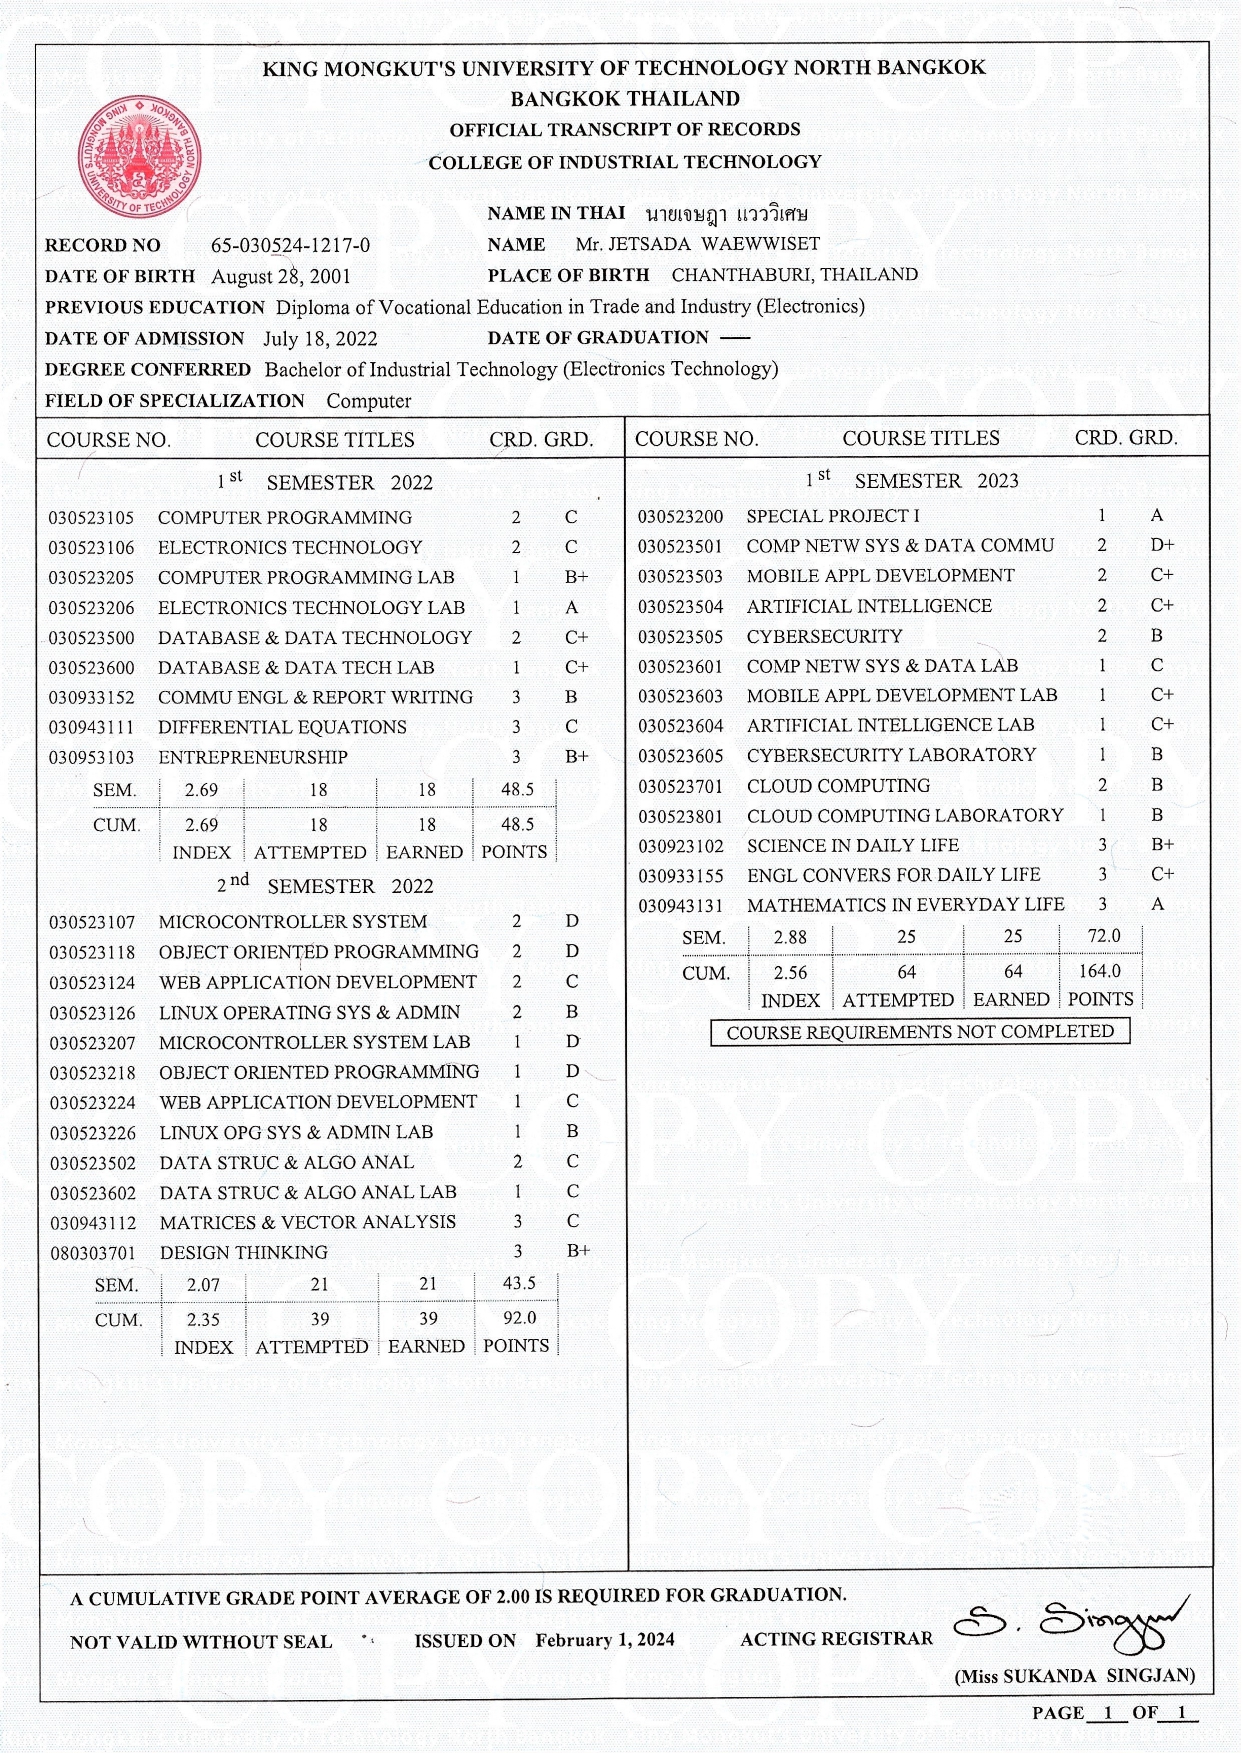 KING MONGKUT'S UNIVERSITY OF TECHNOLOGY NORTH BANGKOK
BANGKOK THAILAND
OFFICIAL TRANSCRIPT OF RECORDS
COLLEGE OF INDUSTRIAL TECHNOLOGY
KING MONGKUT'S UNIVERSITY OF TECHNOLOGY NORTH BANGKOK
NAME IN THAI นายเจษฎา แวววิเศษ
RECORD NO 65-030524-1217-0 NAME Mr. JETSADA WAEWWISET
DATE OF BIRTH August 28, 2001 PLACE OF BIRTH CHANTHABURI, THAILAND
PREVIOUS EDUCATION Diploma of Vocational Education in Trade and Industry (Electronics)
DATE OF ADMISSION July 18, 2022 DATE OF GRADUATION —
DEGREE CONFERRED Bachelor of Industrial Technology (Electronics Technology)
FIELD OF SPECIALIZATION Computer
COURSE NO. COURSE TITLES CRD. GRD.
1st SEMESTER 2022
030523105 COMPUTER PROGRAMMING 2 C
030523106 ELECTRONICS TECHNOLOGY 2 C
030523205 COMPUTER PROGRAMMING LAB 1 B+
030523206 ELECTRONICS TECHNOLOGY LAB 1 A
030523500 DATABASE & DATA TECHNOLOGY 2 C+
030523600 DATABASE & DATA TECH LAB 1 C+
030933152 COMMU ENGL & REPORT WRITING 3 B
030943111 DIFFERENTIAL EQUATIONS 3 C
030953103 ENTREPRENEURSHIP 3 B+
SEM. 2.69 18 18 48.5
CUM. 2.69 18 18 48.5
INDEX ATTEMPTED EARNED POINTS
2nd SEMESTER 2022
030523107 MICROCONTROLLER SYSTEM 2 D
030523118 OBJECT ORIENTED PROGRAMMING 2 D
030523124 WEB APPLICATION DEVELOPMENT 2 C
030523126 LINUX OPERATING SYS & ADMIN 2 B
030523207 MICROCONTROLLER SYSTEM LAB 1 D
030523218 OBJECT ORIENTED PROGRAMMING 1 D
030523224 WEB APPLICATION DEVELOPMENT 1 C
030523226 LINUX OPG SYS & ADMIN LAB 1 B
030523502 DATA STRUC & ALGO ANAL 2 C
030523602 DATA STRUC & ALGO ANAL LAB 1 C
030943112 MATRICES & VECTOR ANALYSIS 3 C
080303701 DESIGN THINKING 3 B+
SEM. 2.07 21 21 43.5
CUM. 2.35 39 39 92.0
INDEX ATTEMPTED EARNED POINTS
COURSE NO. COURSE TITLES CRD. GRD.
1st SEMESTER 2023
030523200 SPECIAL PROJECT I 1 A
030523501 COMP NETW SYS & DATA COMMU 2 D+
030523503 MOBILE APPL DEVELOPMENT 2 C+
030523504 ARTIFICIAL INTELLIGENCE 2 C+
030523505 CYBERSECURITY 2 B
030523601 COMP NETW SYS & DATA LAB 1 C
030523603 MOBILE APPL DEVELOPMENT LAB 1 C+
030523604 ARTIFICIAL INTELLIGENCE LAB 1 C+
030523605 CYBERSECURITY LABORATORY 1 B
030523701 CLOUD COMPUTING 2 B
030523801 CLOUD COMPUTING LABORATORY 1 B
030923102 SCIENCE IN DAILY LIFE 3 B+
030933155 ENGL CONVERS FOR DAILY LIFE 3 C+
030943131 MATHEMATICS IN EVERYDAY LIFE 3 A
SEM. 2.88 25 25 72.0
CUM. 2.56 64 64 164.0
INDEX ATTEMPTED EARNED POINTS
COURSE REQUIREMENTS NOT COMPLETED
A CUMULATIVE GRADE POINT AVERAGE OF 2.00 IS REQUIRED FOR GRADUATION.
NOT VALID WITHOUT SEAL ISSUED ON February 1, 2024 ACTING REGISTRAR S. Singjan
(Miss SUKANDA SINGJAN)
PAGE 1 OF 1